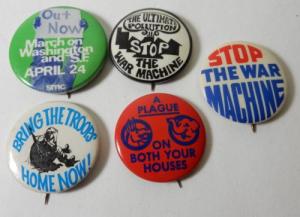 Out Now
March on
Washington
and S.F.
APRIL 24
smc
THE ULTIMATE
POLLUTION
STOP
THE WAR
MACHINE
STOP
THE WAR
MACHINE
BRING THE TROOPS
HOME NOW!
A PLAGUE
ON
BOTH YOUR
HOUSES